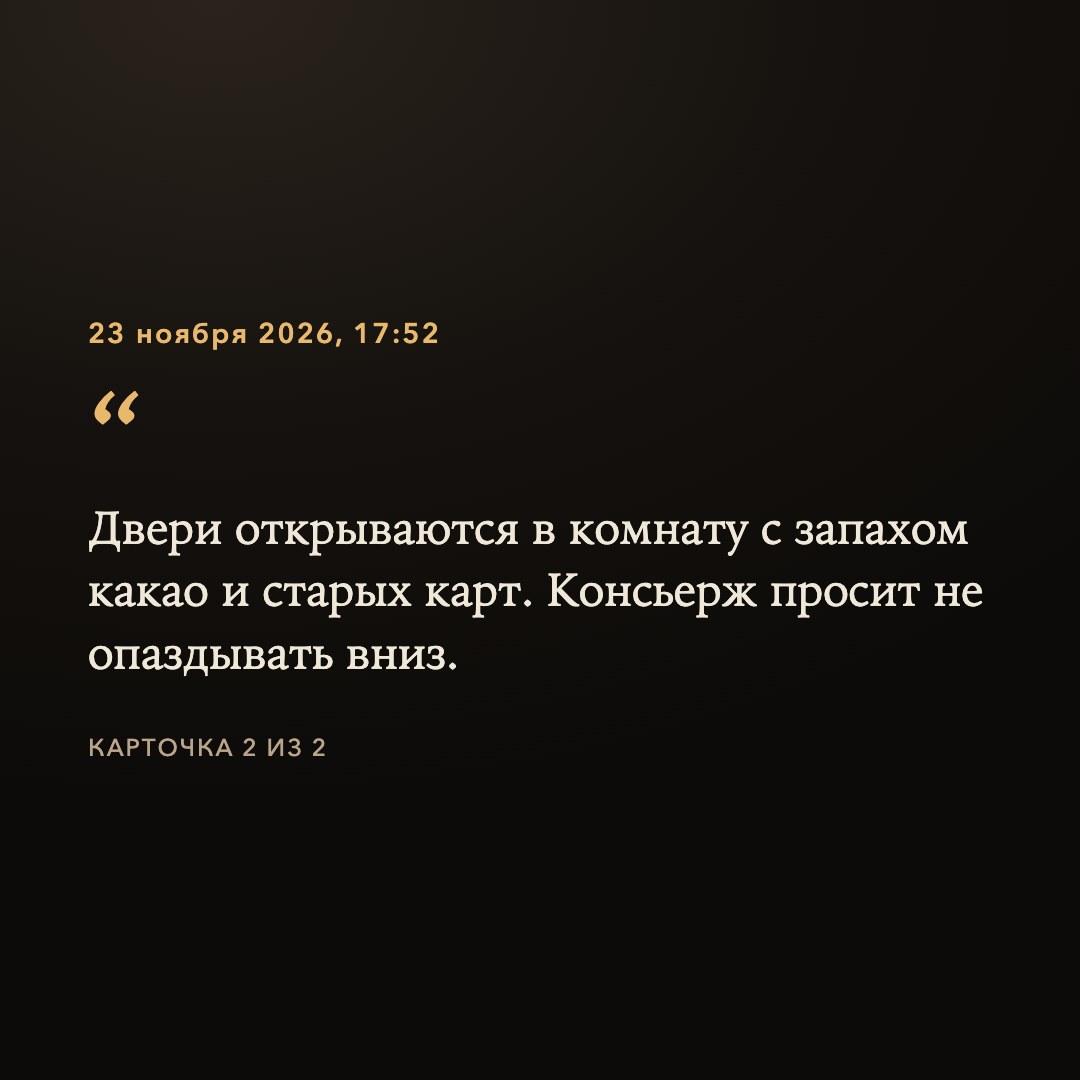 23 ноября 2026, 17:52
“
Двери открываются в комнату с запахом
какао и старых карт. Консьерж просит не
опаздывать вниз.
КАРТОЧКА 2 ИЗ 2